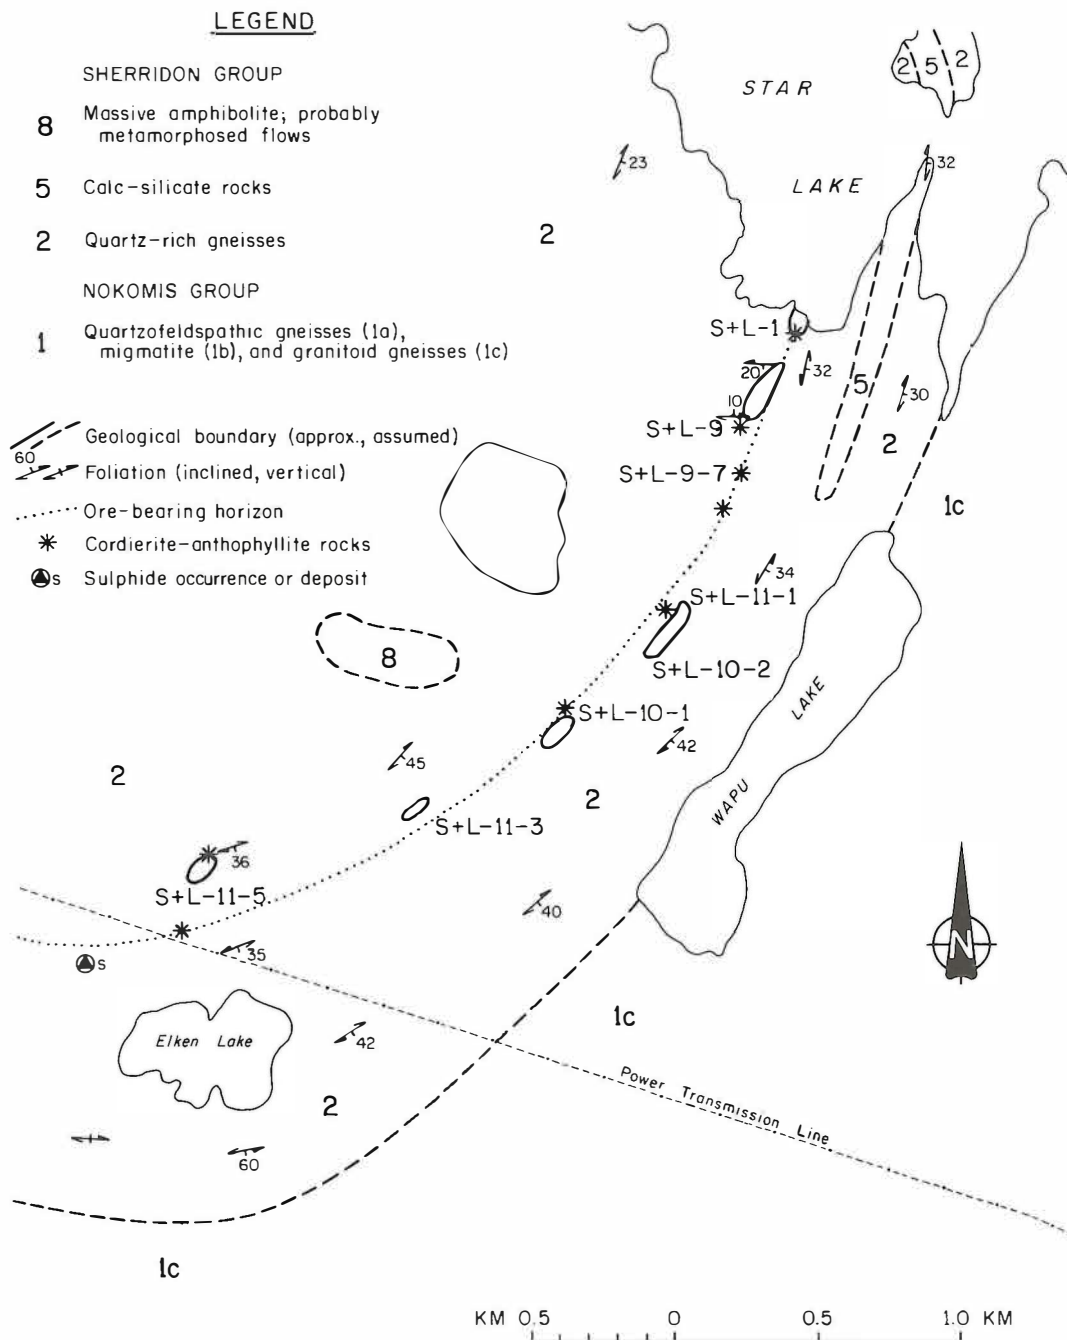 LEGEND
SHERRIDON GROUP
8 Massive amphibolite; probably
metamorphosed flows
5 Calc-silicate rocks
2 Quartz-rich gneisses
NOKOMIS GROUP
1 Quartzofeldspathic gneisses (1a),
migmatite (1b), and granitoid gneisses (1c)
Geological boundary (approx., assumed)
60
Foliation (inclined, vertical)
Ore-bearing horizon
Cordierite-anthophyllite rocks
S Sulphide occurrence or deposit
2 5 2
STAR
LAKE
23
32
2
S+L-1
20
32
5
30
10
S+L-9
2
S+L-9-7
1c
34
S+L-11-1
8
S+L-10-2
S+L-10-1
42
45
LAKE
WAPU
2
2
S+L-11-3
36
S+L-11-5
40
35
S
N
1c
Elken Lake
42
Power Transmission Line
2
60
1c
KM 0.5 0 0.5 1.0 KM